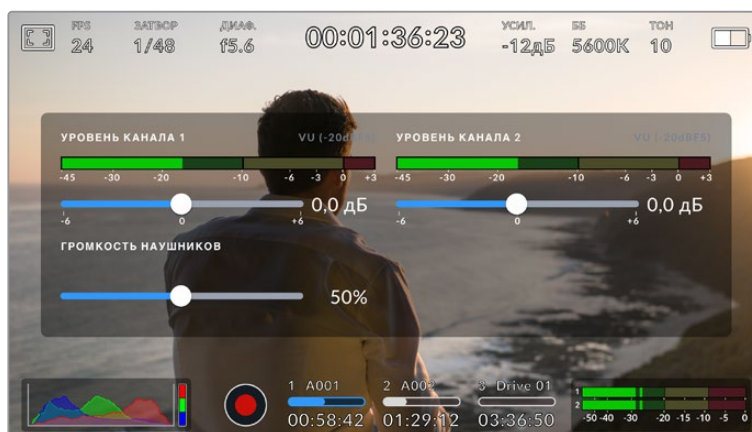 FPS ЗАТВОР ДИАФ. 00:01:36:23 УСИЛ. ББ ТОН
24 1/48 f5.6 -12дБ 5600K 10
УРОВЕНЬ КАНАЛА 1 VU (-20dBFS) УРОВЕНЬ КАНАЛА 2 VU (-20dBFS)
-45 -30 -20 -10 -6 -3 0 +3 -45 -30 -20 -10 -6 -3 0 +3
0,0 дБ 0,0 дБ
-6 0 +6 -6 0 +6
ГРОМКОСТЬ НАУШНИКОВ
50%
1 A001 2 A002 3 Drive 01
1
2
00:58:42 01:29:12 03:36:50 -50 -40 -30 -20 -15 -10 -5 0